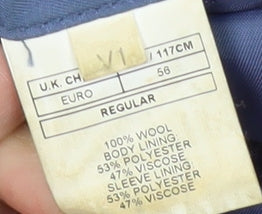 V1
U.K. CH / 117CM
EURO 56
REGULAR
100% WOOL
BODY LINING
53% POLYESTER
47% VISCOSE
SLEEVE LINING
53% POLYESTER
47% VISCOSE